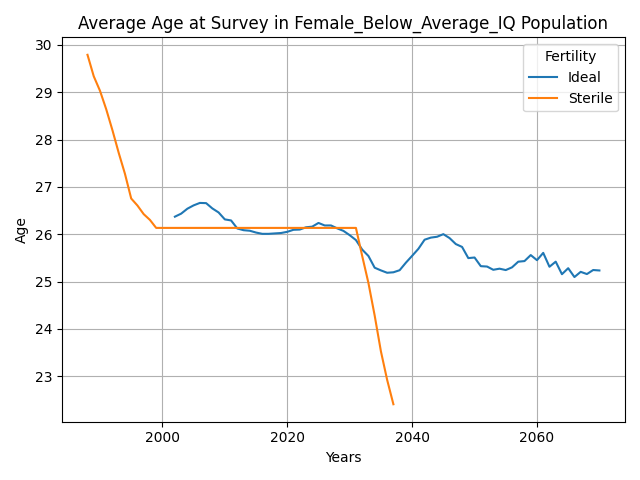 Average Age at Survey in Female_Below_Average_IQ Population
Fertility
Ideal
Sterile
30
29
28
27
26
25
24
23
Age
2000
2020
2040
2060
Years